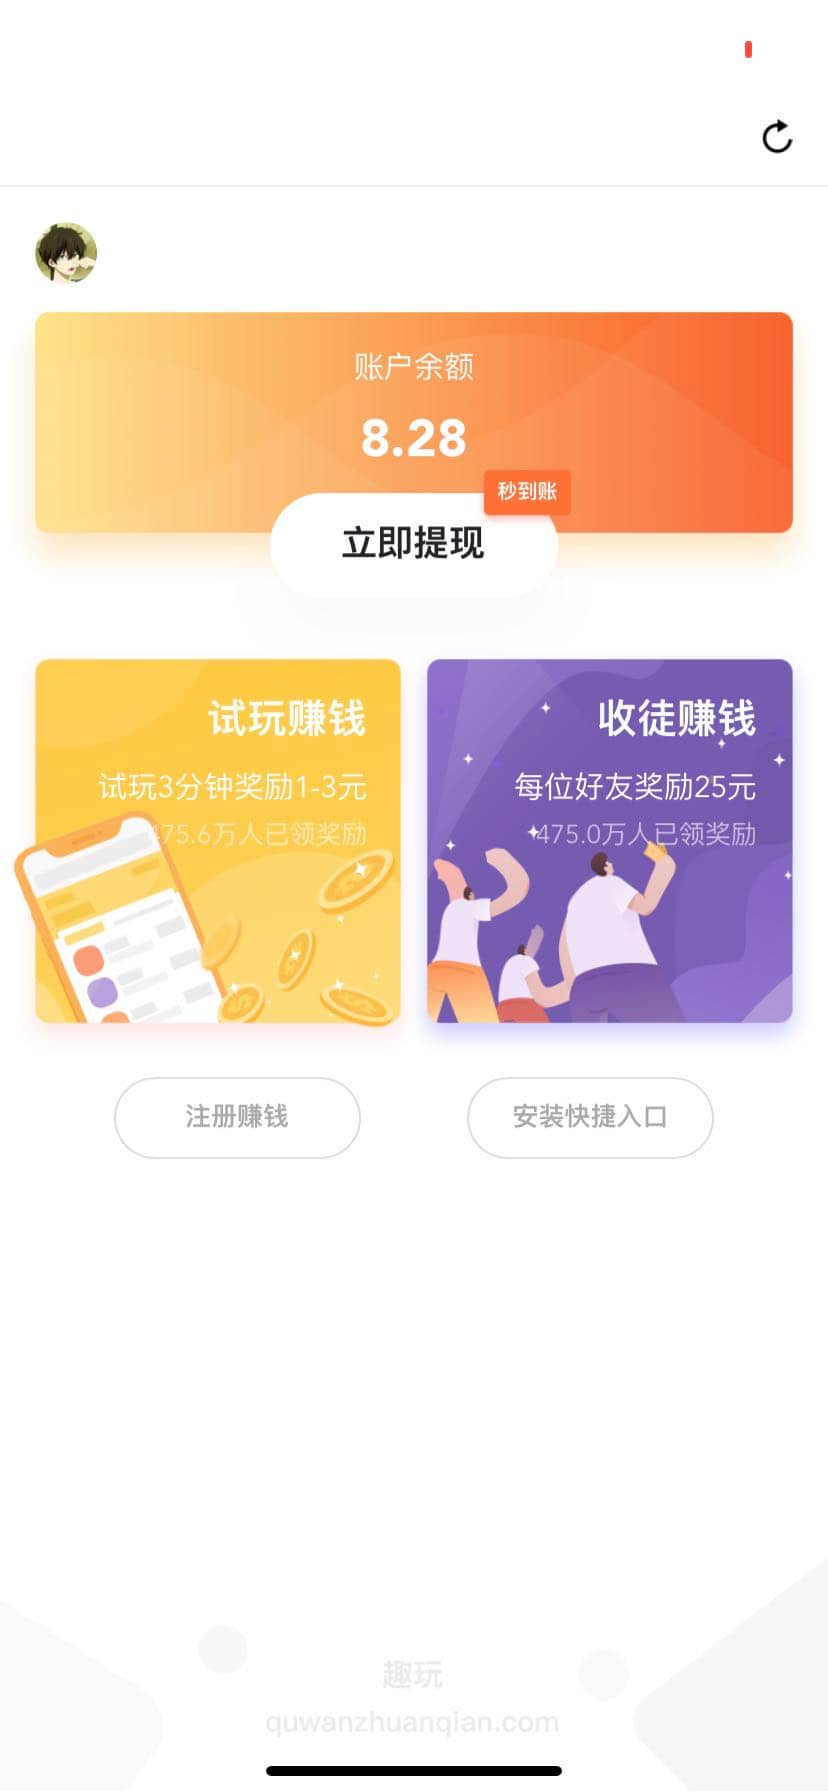 账户余额
8.28
秒到账
立即提现
试玩赚钱
试玩3分钟奖励1-3元
475.6万人已领奖励
收徒赚钱
每位好友奖励25元
475.0万人已领奖励
注册赚钱
安装快捷入口
趣玩
quwanzhuanqian.com